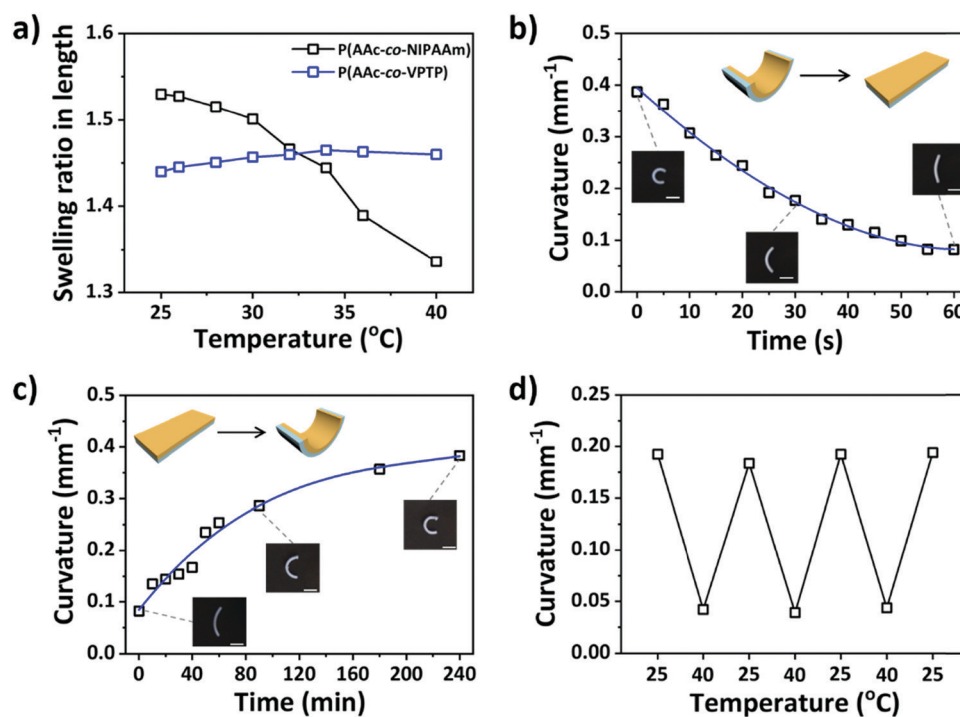 a)
P(AAc-co-NIPAAm)
P(AAc-co-VPTP)
Swelling ratio in length
1.6
1.5
1.4
1.3
25 30 35 40
Temperature (°C)
b)
Curvature (mm⁻¹)
0.5
0.4
0.3
0.2
0.1
0.0
0 10 20 30 40 50 60
Time (s)
c)
Curvature (mm⁻¹)
0.5
0.4
0.3
0.2
0.1
0.0
0 40 80 120 160 200 240
Time (min)
d)
Curvature (mm⁻¹)
0.25
0.20
0.15
0.10
0.05
0.00
25 40 25 40 25 40 25
Temperature (°C)